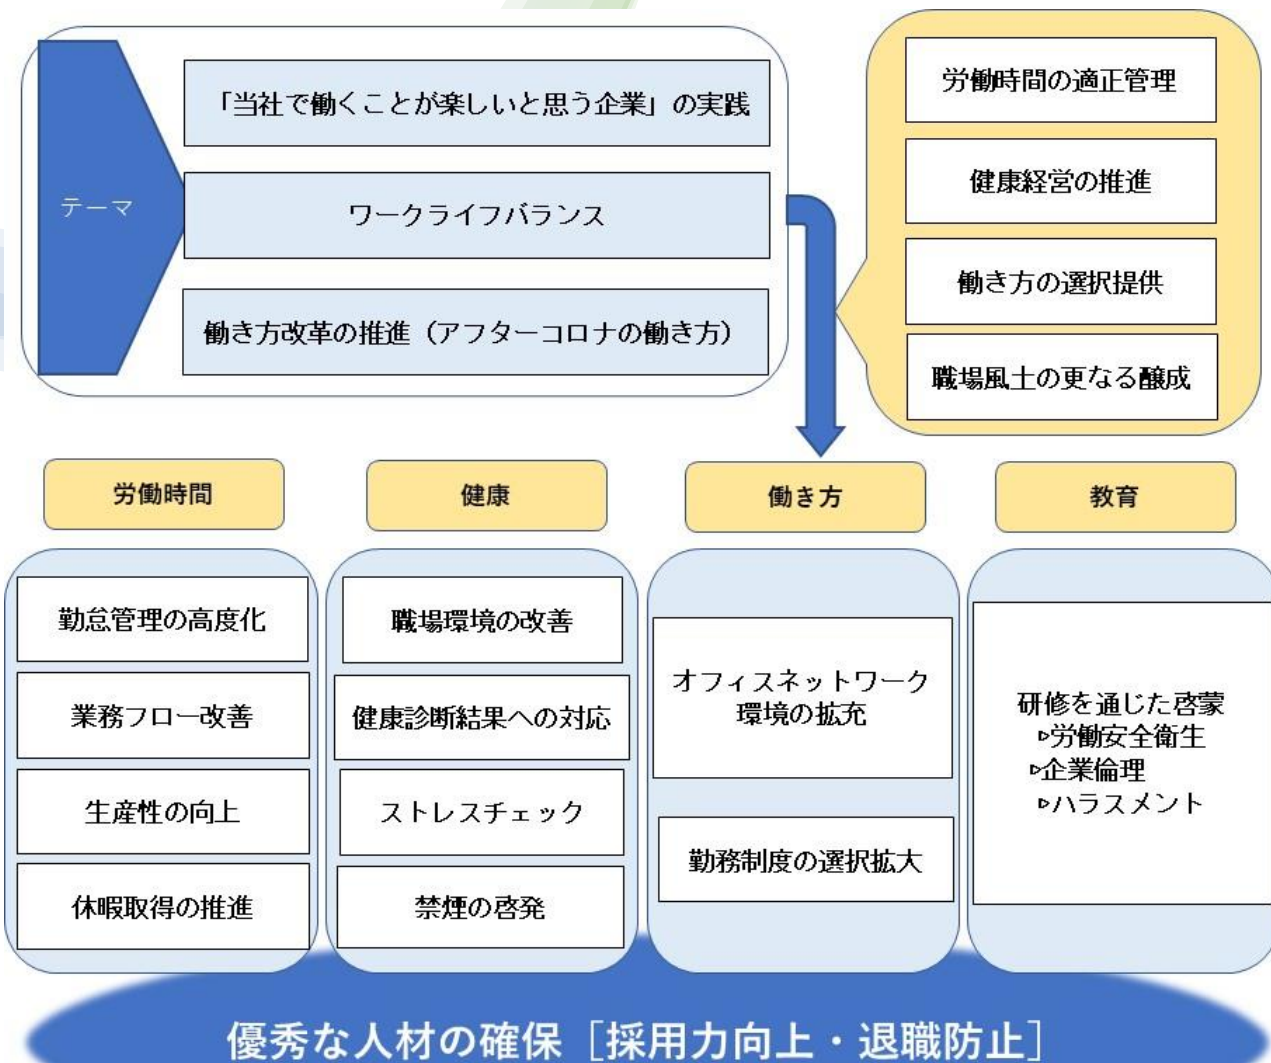 テーマ
「当社で働くことが楽しいと思う企業」の実践
ワークライフバランス
働き方改革の推進（アフターコロナの働き方）
労働時間の適正管理
健康経営の推進
働き方の選択提供
職場風土の更なる醸成
労働時間
勤怠管理の高度化
業務フロー改善
生産性の向上
休暇取得の推進
健康
職場環境の改善
健康診断結果への対応
ストレスチェック
禁煙の啓発
働き方
オフィスネットワーク
環境の拡充
勤務制度の選択拡大
教育
研修を通じた啓蒙
▹労働安全衛生
▹企業倫理
▹ハラスメント
優秀な人材の確保［採用力向上・退職防止］